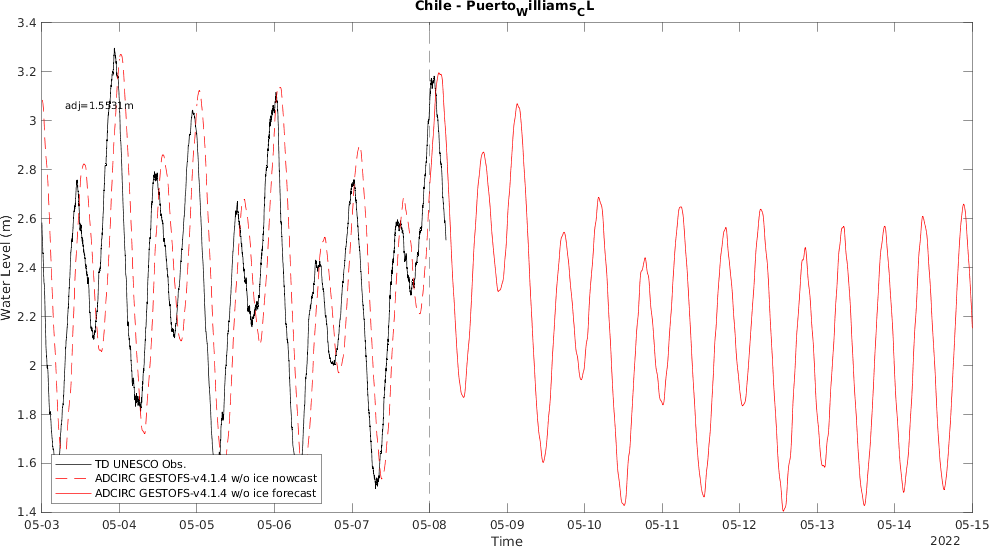 Chile - PuertoWilliamsCL
3.4
3.2
3
2.8
2.6
2.4
2.2
2
1.8
1.6
1.4
Water Level (m)
adj=1.5531m
TD UNESCO Obs.
ADCIRC GESTOFS-v4.1.4 w/o ice nowcast
ADCIRC GESTOFS-v4.1.4 w/o ice forecast
05-03 05-04 05-05 05-06 05-07 05-08 05-09 05-10 05-11 05-12 05-13 05-14 05-15
Time
2022